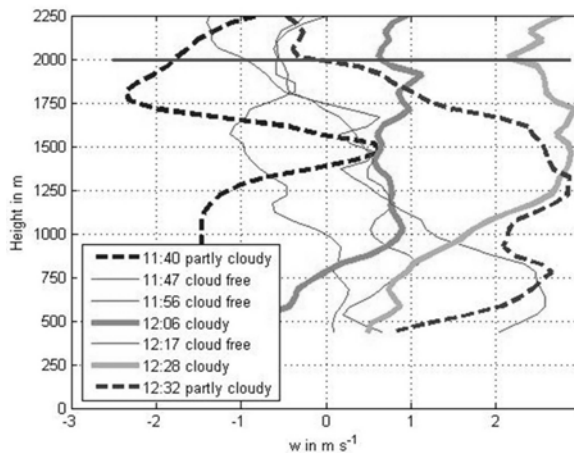 2250
2000
1750
1500
1250
1000
750
500
250
0
Height in m
11:40 partly cloudy
11:47 cloud free
11:56 cloud free
12:06 cloudy
12:17 cloud free
12:28 cloudy
12:32 partly cloudy
-3 -2 -1 0 1 2
w in m s⁻¹